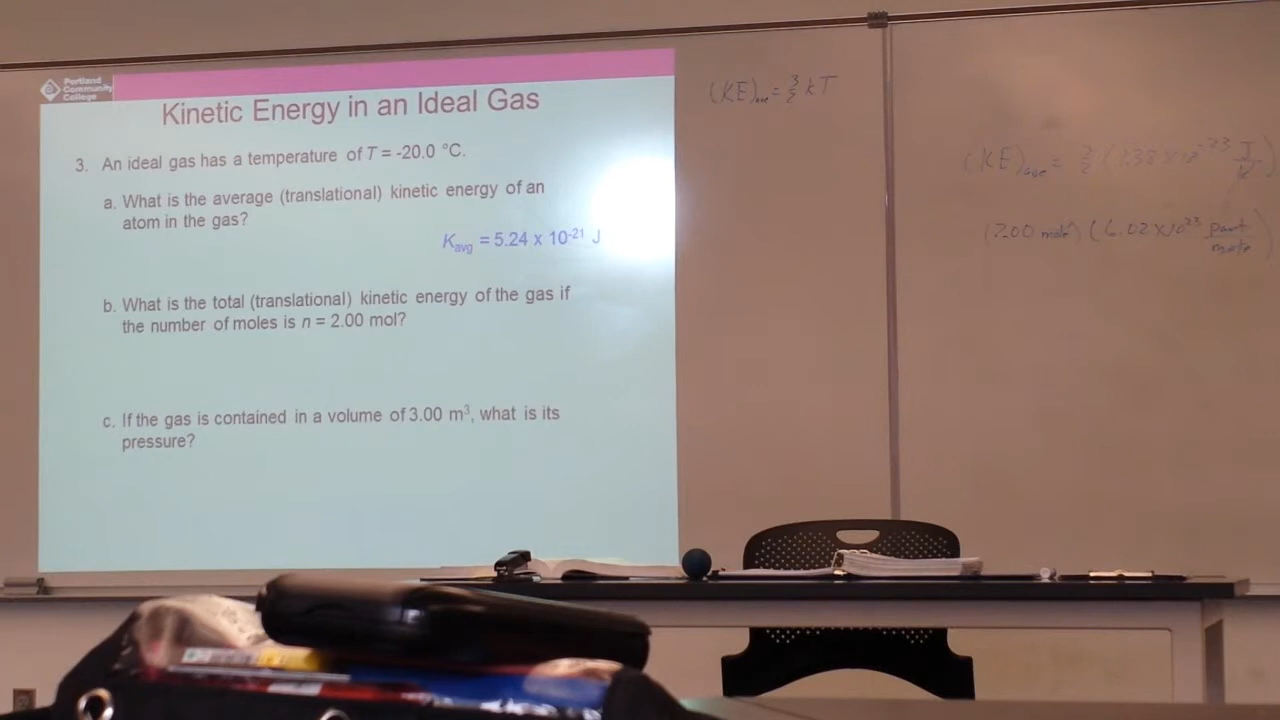 Portland
Community
College
Kinetic Energy in an Ideal Gas
3. An ideal gas has a temperature of T = -20.0 °C.
a. What is the average (translational) kinetic energy of an
atom in the gas?
Kavg = 5.24 x 10-21 J
b. What is the total (translational) kinetic energy of the gas if
the number of moles is n = 2.00 mol?
c. If the gas is contained in a volume of 3.00 m3, what is its
pressure?
(KE)ave = 3/2 kT
(KE)ave = 3/2 (1.38 x 10-23 J/K)
(2.00 mole) (6.02 x 1023 part/mole)